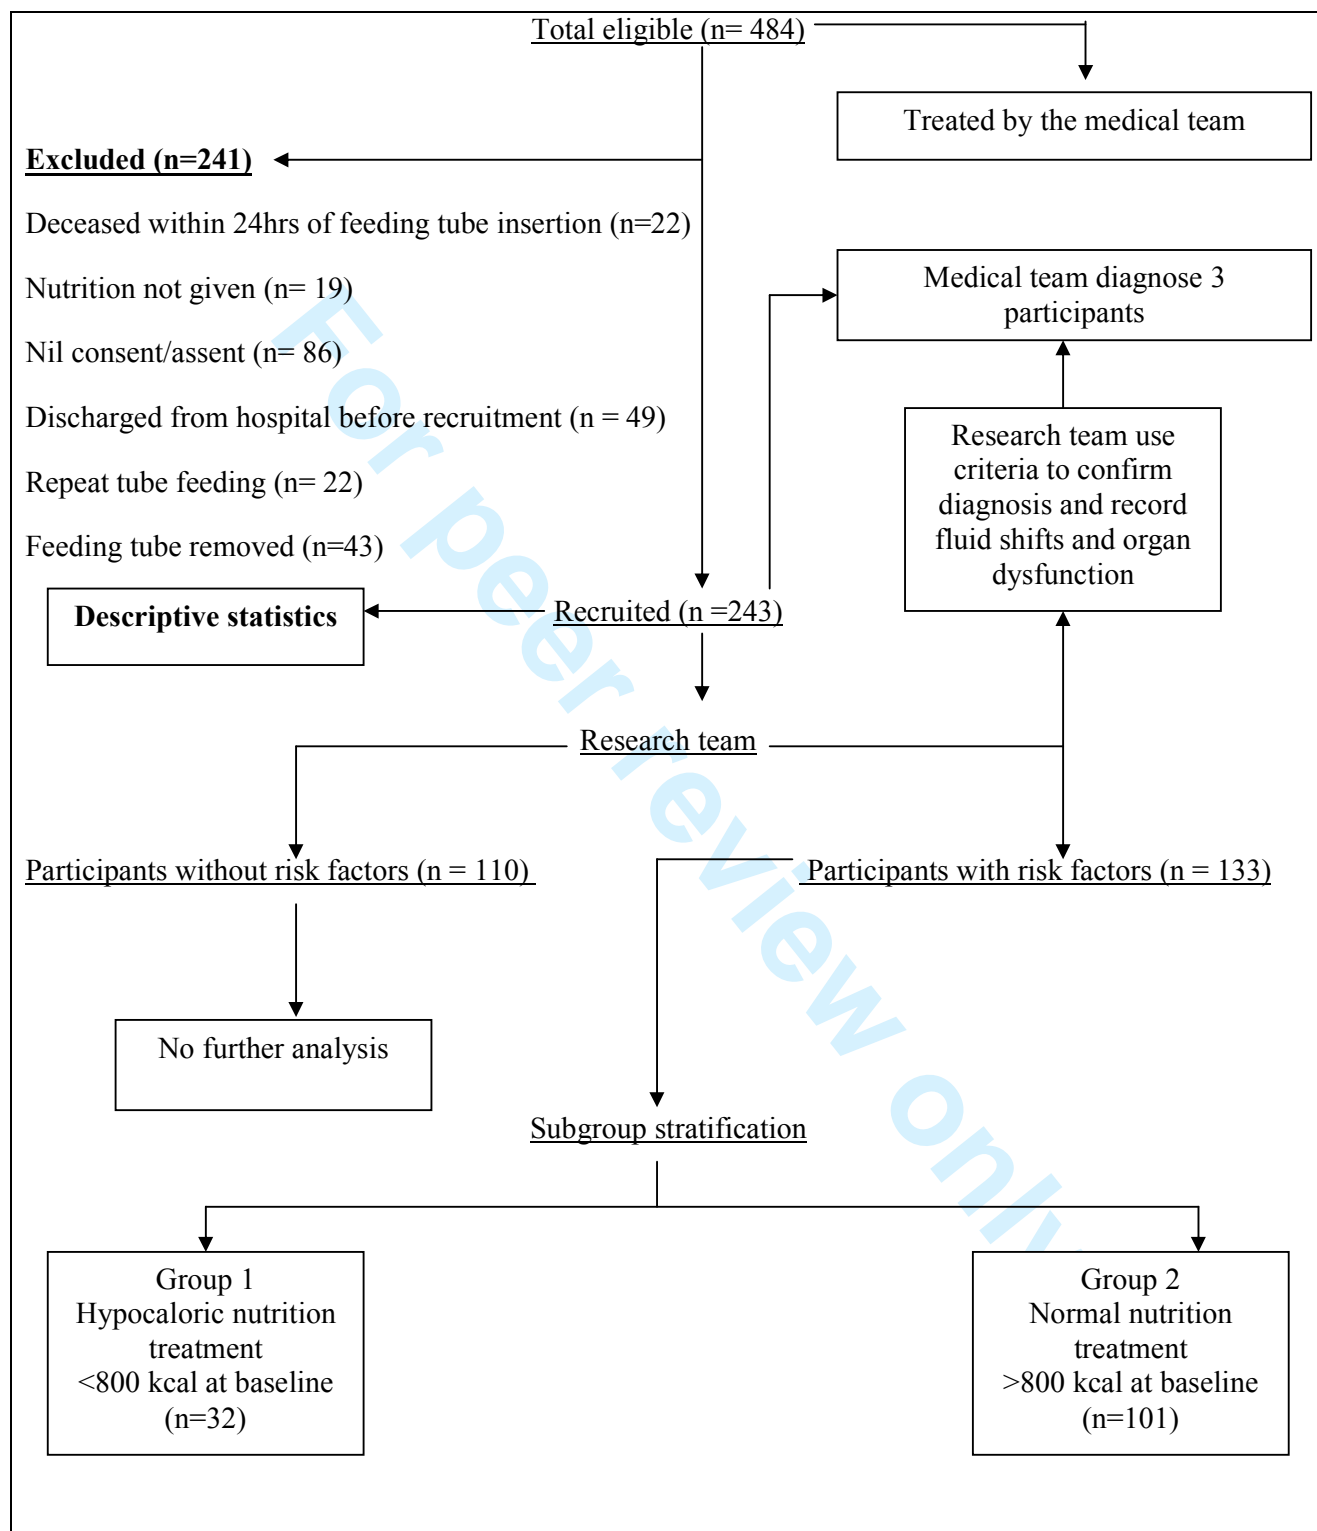 Total eligible (n= 484)
Treated by the medical team
Excluded (n=241)
Deceased within 24hrs of feeding tube insertion (n=22)
Nutrition not given (n= 19)
Nil consent/assent (n= 86)
Discharged from hospital before recruitment (n = 49)
Repeat tube feeding (n= 22)
Feeding tube removed (n=43)
Medical team diagnose 3
participants
Research team use
criteria to confirm
diagnosis and record
fluid shifts and organ
dysfunction
Descriptive statistics
Recruited (n =243)
Research team
Participants without risk factors (n = 110)
Participants with risk factors (n = 133)
No further analysis
Subgroup stratification
Group 1
Hypocaloric nutrition
treatment
<800 kcal at baseline
(n=32)
Group 2
Normal nutrition
treatment
>800 kcal at baseline
(n=101)
For peer review only